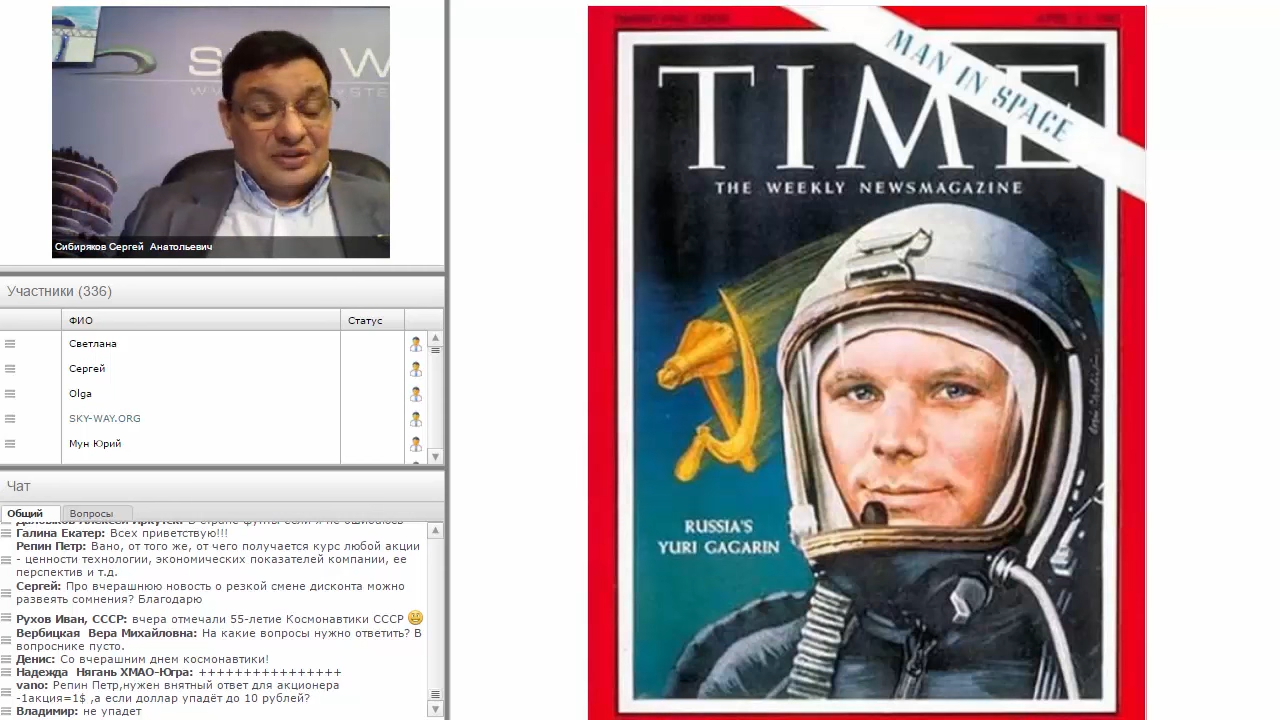 SKY W
Сибиряков Сергей Анатольевич
Участники (336)
ФИО
Статус
Светлана
Сергей
Olga
SKY-WAY.ORG
Мун Юрий
Чат
Общий
Вопросы
Галина Екатер: Всех приветствую!!!
Репин Петр: Вано, от того же, от чего получается курс любой акции
- ценности технологии, экономических показателей компании, ее
перспектив и т.д.
Сергей: Про вчерашнюю новость о резкой смене дисконта можно
развеять сомнения? Благодарю
Рухов Иван, СССР: вчера отмечали 55-летие Космонавтики СССР
Вербицкая Вера Михайловна: На какие вопросы нужно ответить? В
вопроснике пусто.
Денис: Со вчерашним днем космонавтики!
Надежда Нягань ХМАО-Югра: +++++++++++++++
vano: Репин Петр,нужен внятный ответ для акционера
-1акция=1$ ,а если доллар упадёт до 10 рублей?
Владимир: не упадет
MAN IN SPACE
TIME
THE WEEKLY NEWSMAGAZINE
RUSSIA'S
YURI GAGARIN